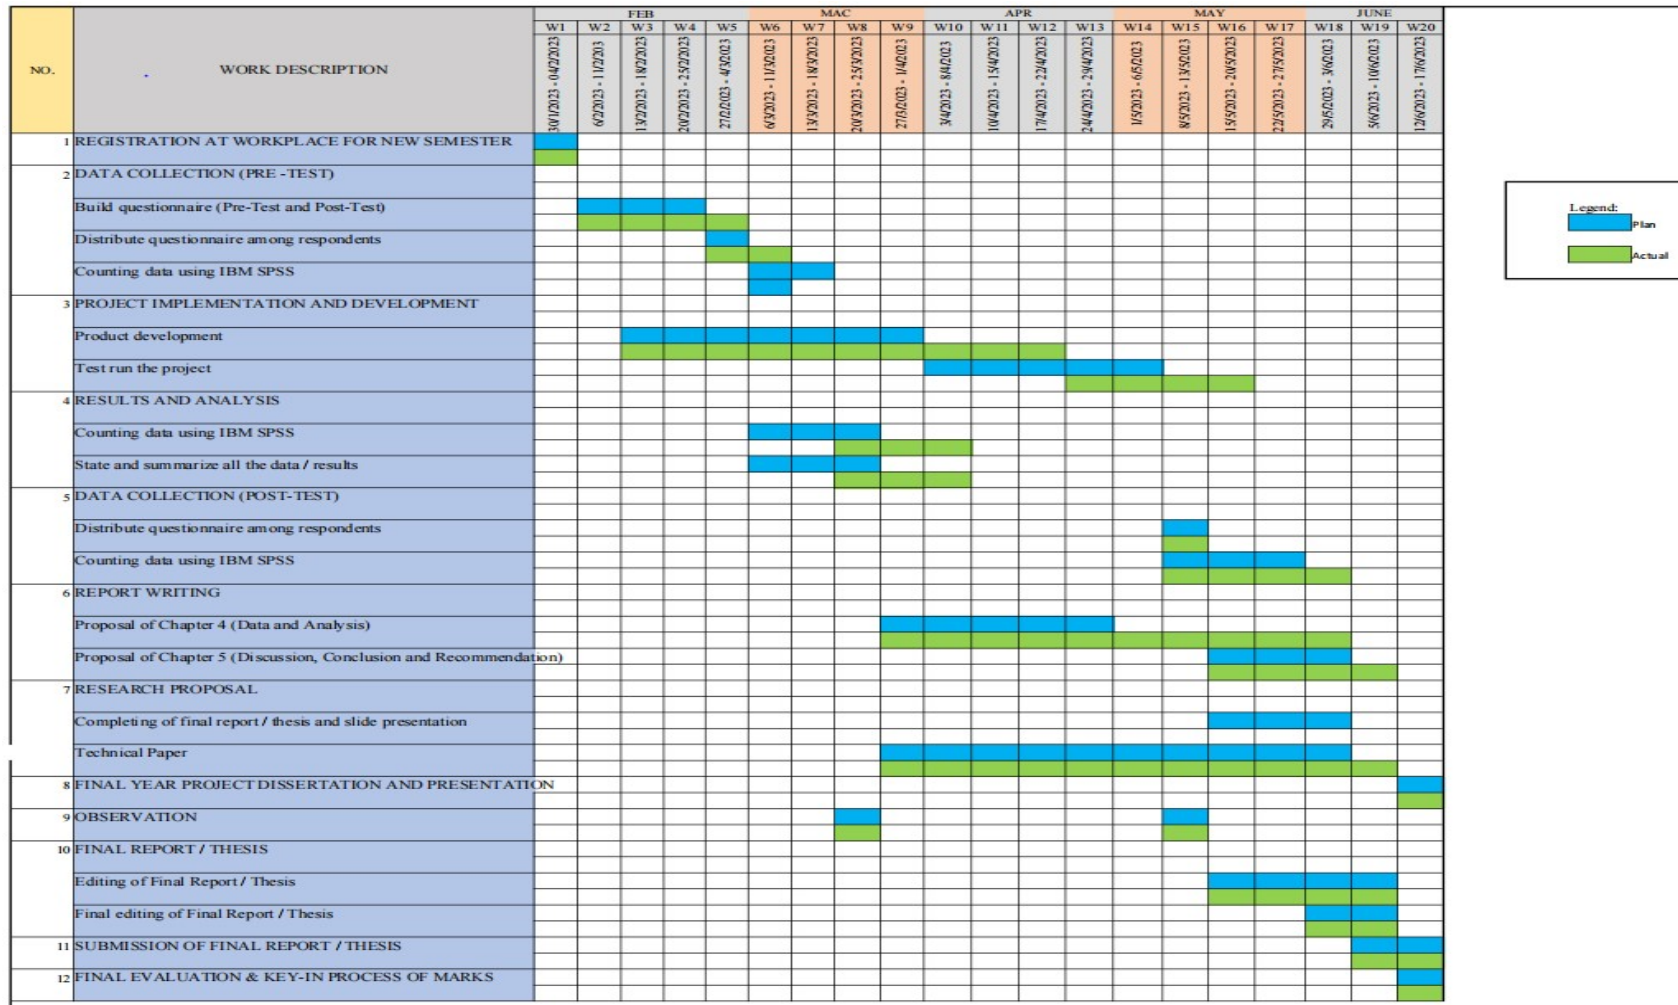 FEB MAC APR MAY JUNE
NO. WORK DESCRIPTION W1 W2 W3 W4 W5 W6 W7 W8 W9 W10 W11 W12 W13 W14 W15 W16 W17 W18 W19 W20
30/1/2023 - 04/2/2023
6/2/2023 - 11/2/203
13/2/2023 - 18/2/2023
20/2/2023 - 25/2/2023
27/2/2023 - 4/3/2023
6/3/2023 - 11/3/2023
13/3/2023 - 18/3/2023
20/3/2023 - 25/3/2023
27/3/2023 - 1/4/2023
3/4/2023 - 8/4/2023
10/4/2023 - 15/4/2023
17/4/2023 - 22/4/2023
24/4/2023 - 29/4/2023
1/5/2023 - 6/5/2023
8/5/2023 - 13/5/2023
15/5/2023 - 20/5/2023
22/5/2023 - 27/5/2023
29/5/2023 - 3/6/2023
5/6/2023 - 10/6/2023
12/6/2023 - 17/6/2023
1 REGISTRATION AT WORKPLACE FOR NEW SEMESTER
2 DATA COLLECTION (PRE -TEST)
Build questionnaire (Pre-Test and Post-Test)
Distribute questionnaire among respondents
Counting data using IBM SPSS
3 PROJECT IMPLEMENTATION AND DEVELOPMENT
Product development
Test run the project
4 RESULTS AND ANALYSIS
Counting data using IBM SPSS
State and summarize all the data / results
5 DATA COLLECTION (POST-TEST)
Distribute questionnaire among respondents
Counting data using IBM SPSS
6 REPORT WRITING
Proposal of Chapter 4 (Data and Analysis)
Proposal of Chapter 5 (Discussion, Conclusion and Recommendation)
7 RESEARCH PROPOSAL
Completing of final report / thesis and slide presentation
Technical Paper
8 FINAL YEAR PROJECT DISSERTATION AND PRESENTATION
9 OBSERVATION
10 FINAL REPORT / THESIS
Editing of Final Report / Thesis
Final editing of Final Report / Thesis
11 SUBMISSION OF FINAL REPORT / THESIS
12 FINAL EVALUATION & KEY-IN PROCESS OF MARKS
Legend:
Plan
Actual